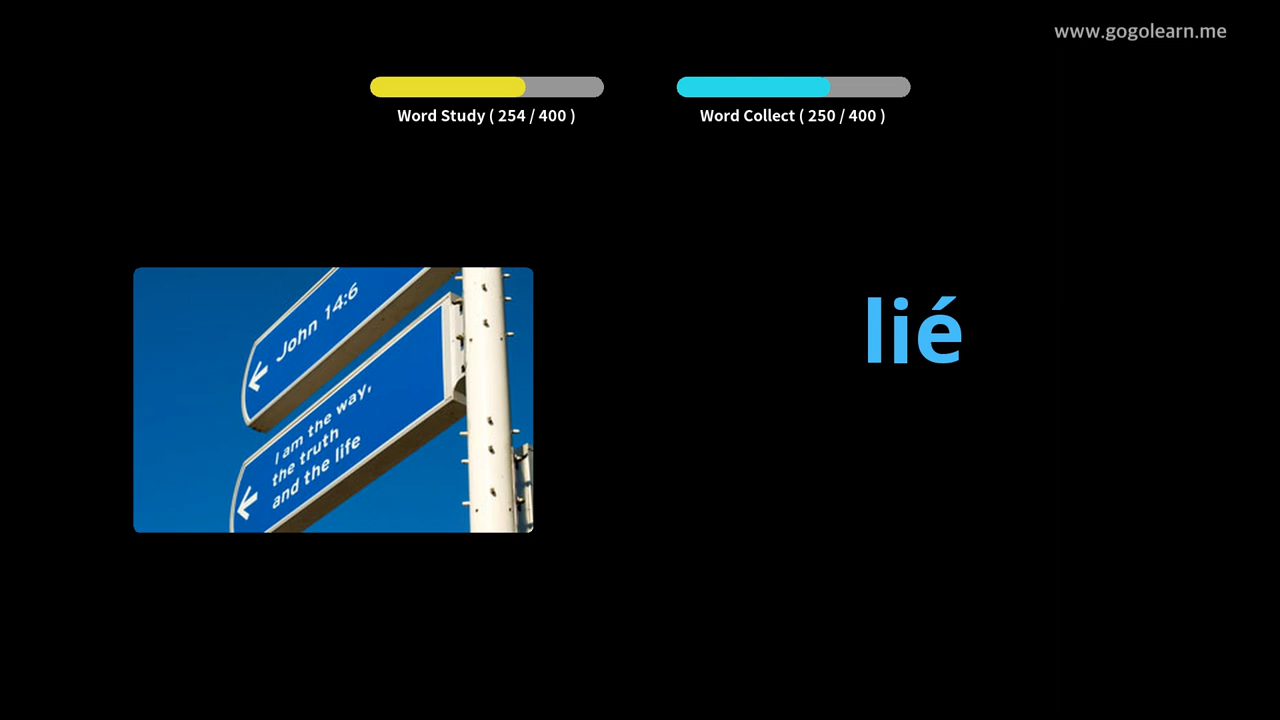 www.gogolearn.me
Word Study ( 254 / 400 )
Word Collect ( 250 / 400 )
John 14:6
I am the way,
the truth
and the life
lié